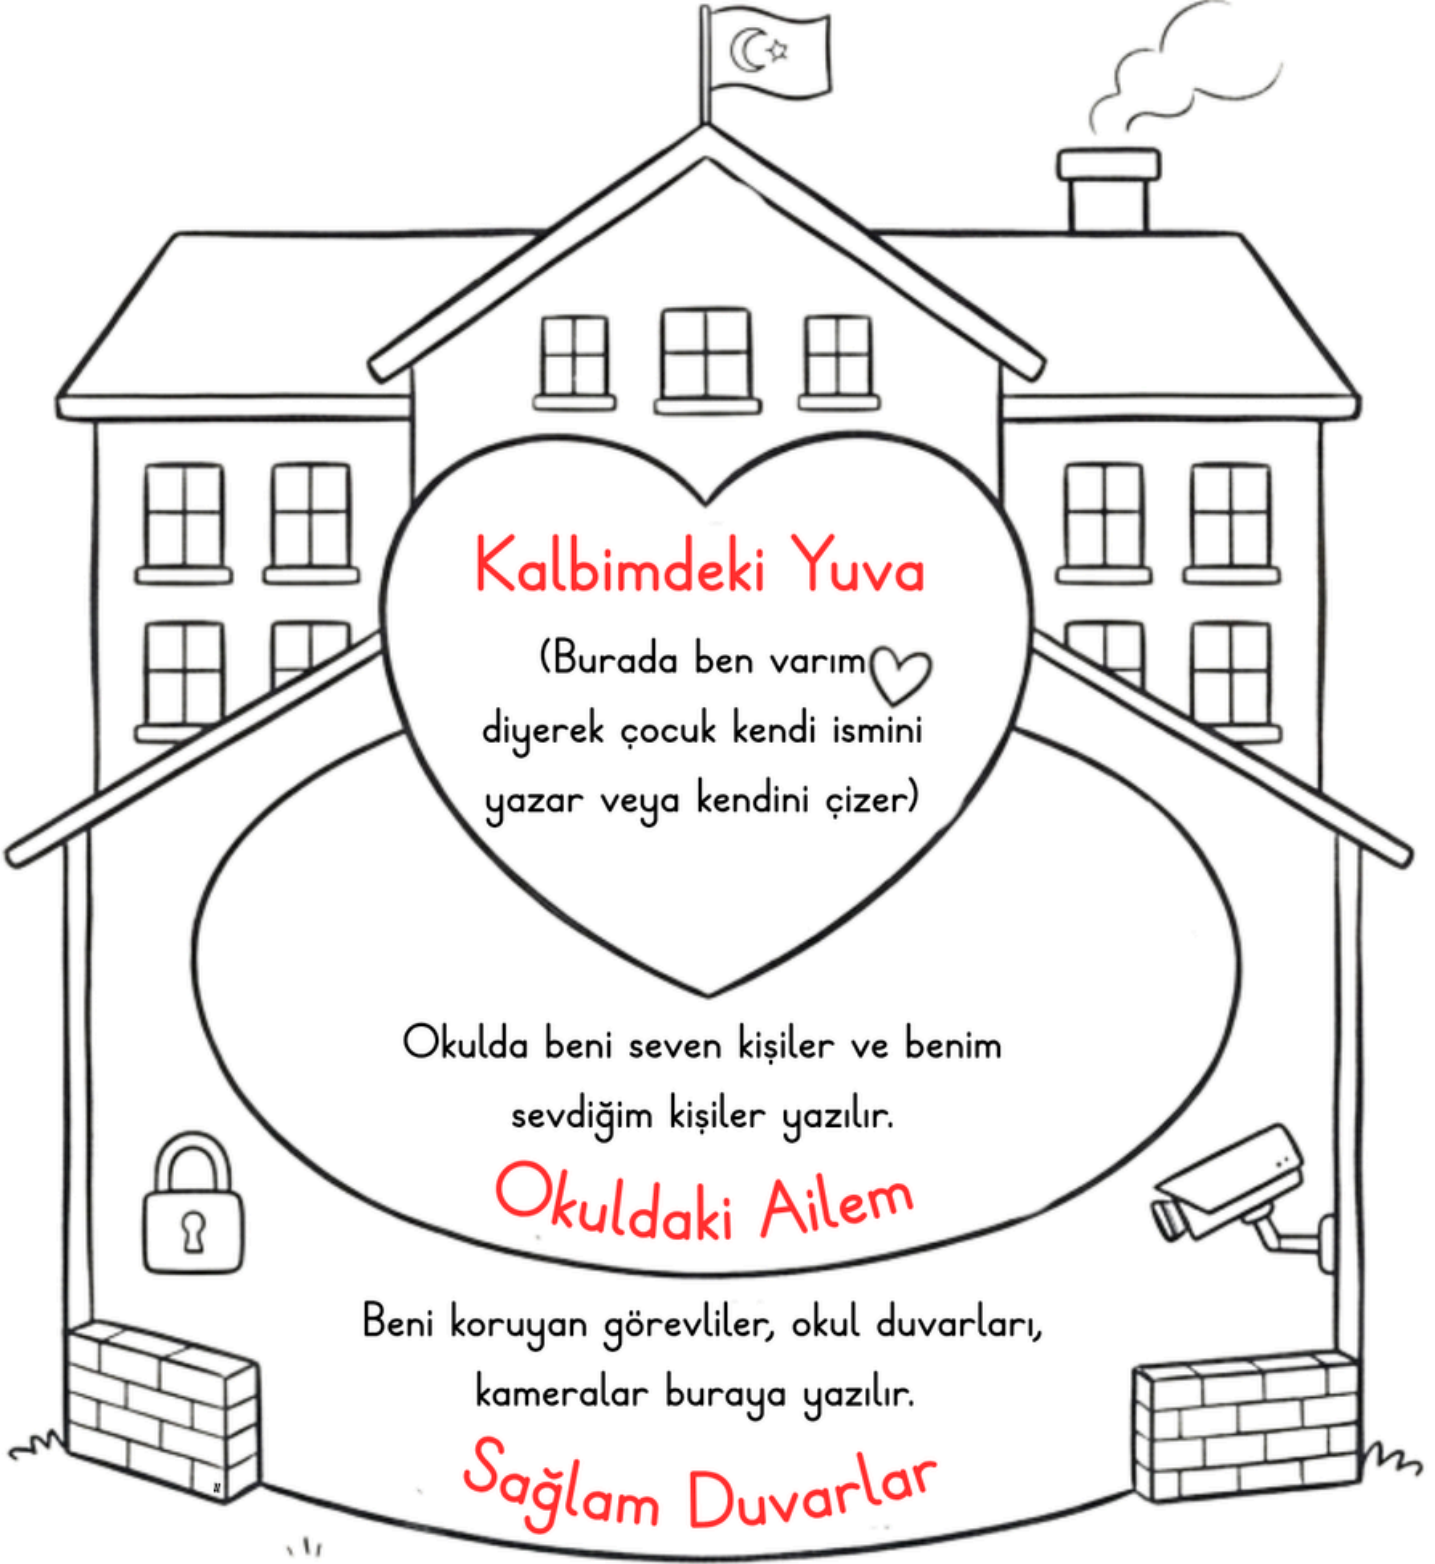 Kalbimdeki Yuva
(Burada ben varım
diyerek çocuk kendi ismini
yazar veya kendini çizer)
Okulda beni seven kişiler ve benim
sevdiğim kişiler yazılır.
Okuldaki Ailem
Beni koruyan görevliler, okul duvarları,
kameralar buraya yazılır.
Sağlam Duvarlar